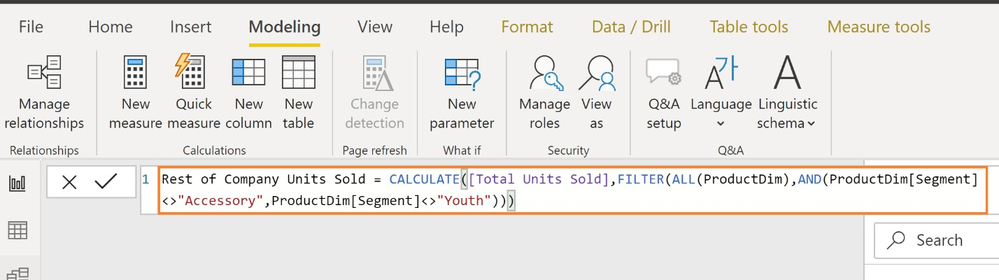 File Home Insert Modeling View Help Format Data / Drill Table tools Measure tools
Manage relationships
New measure
Quick measure
New column
New table
Change detection
New parameter
Manage roles
View as
Q&A setup
Language
Linguistic schema
Relationships Calculations Page refresh What if Security Q&A
1 Rest of Company Units Sold = CALCULATE([Total Units Sold],FILTER(ALL(ProductDim),AND(ProductDim[Segment]
<>"Accessory",ProductDim[Segment]<>"Youth")))
Search